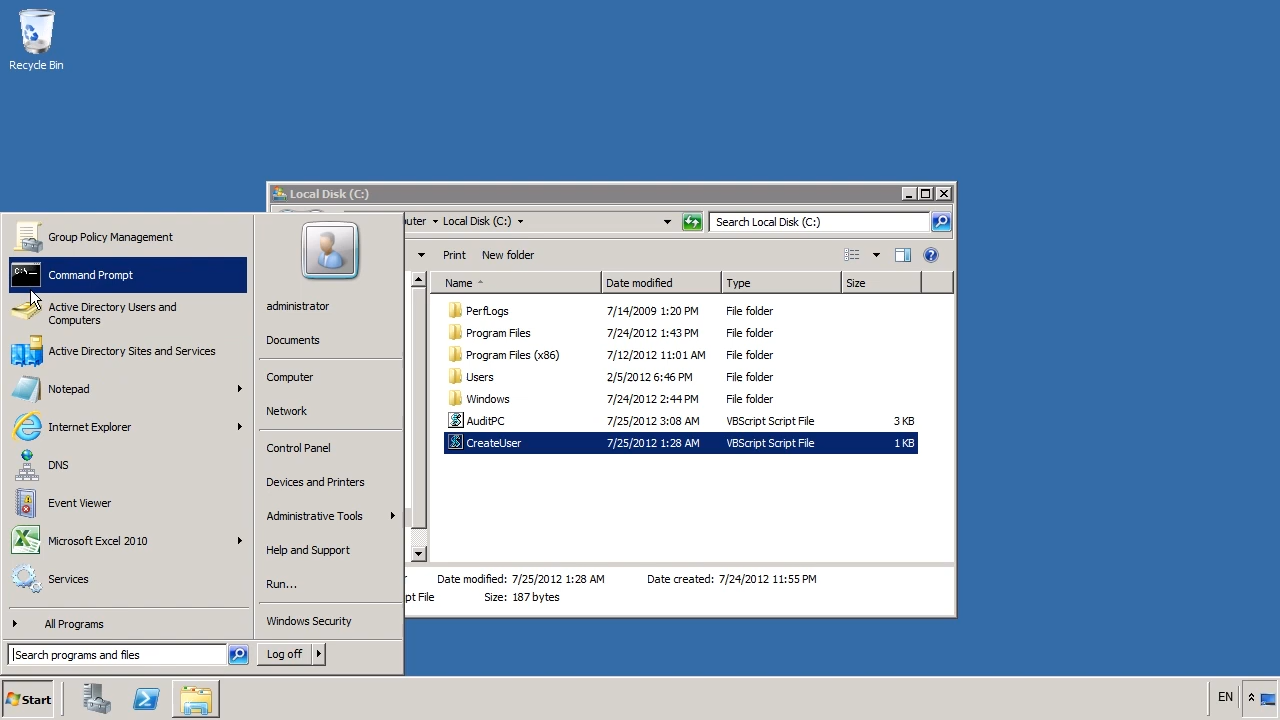 Recycle Bin
Local Disk (C:)
uter
Local Disk (C:)
Search Local Disk (C:)
Print
New folder
Name
Date modified
Type
Size
PerfLogs
7/14/2009 1:20 PM
File folder
Program Files
7/24/2012 1:43 PM
File folder
Program Files (x86)
7/12/2012 11:01 AM
File folder
Users
2/5/2012 6:46 PM
File folder
Windows
7/24/2012 2:44 PM
File folder
AuditPC
7/25/2012 3:08 AM
VBScript Script File
3 KB
CreateUser
7/25/2012 1:28 AM
VBScript Script File
1 KB
Date modified: 7/25/2012 1:28 AM
Date created: 7/24/2012 11:55 PM
pt File
Size: 187 bytes
Group Policy Management
C:\
Command Prompt
Active Directory Users and
Computers
Active Directory Sites and Services
Notepad
Internet Explorer
DNS
Event Viewer
Microsoft Excel 2010
Services
All Programs
Search programs and files
administrator
Documents
Computer
Network
Control Panel
Devices and Printers
Administrative Tools
Help and Support
Run...
Windows Security
Log off
Start
EN